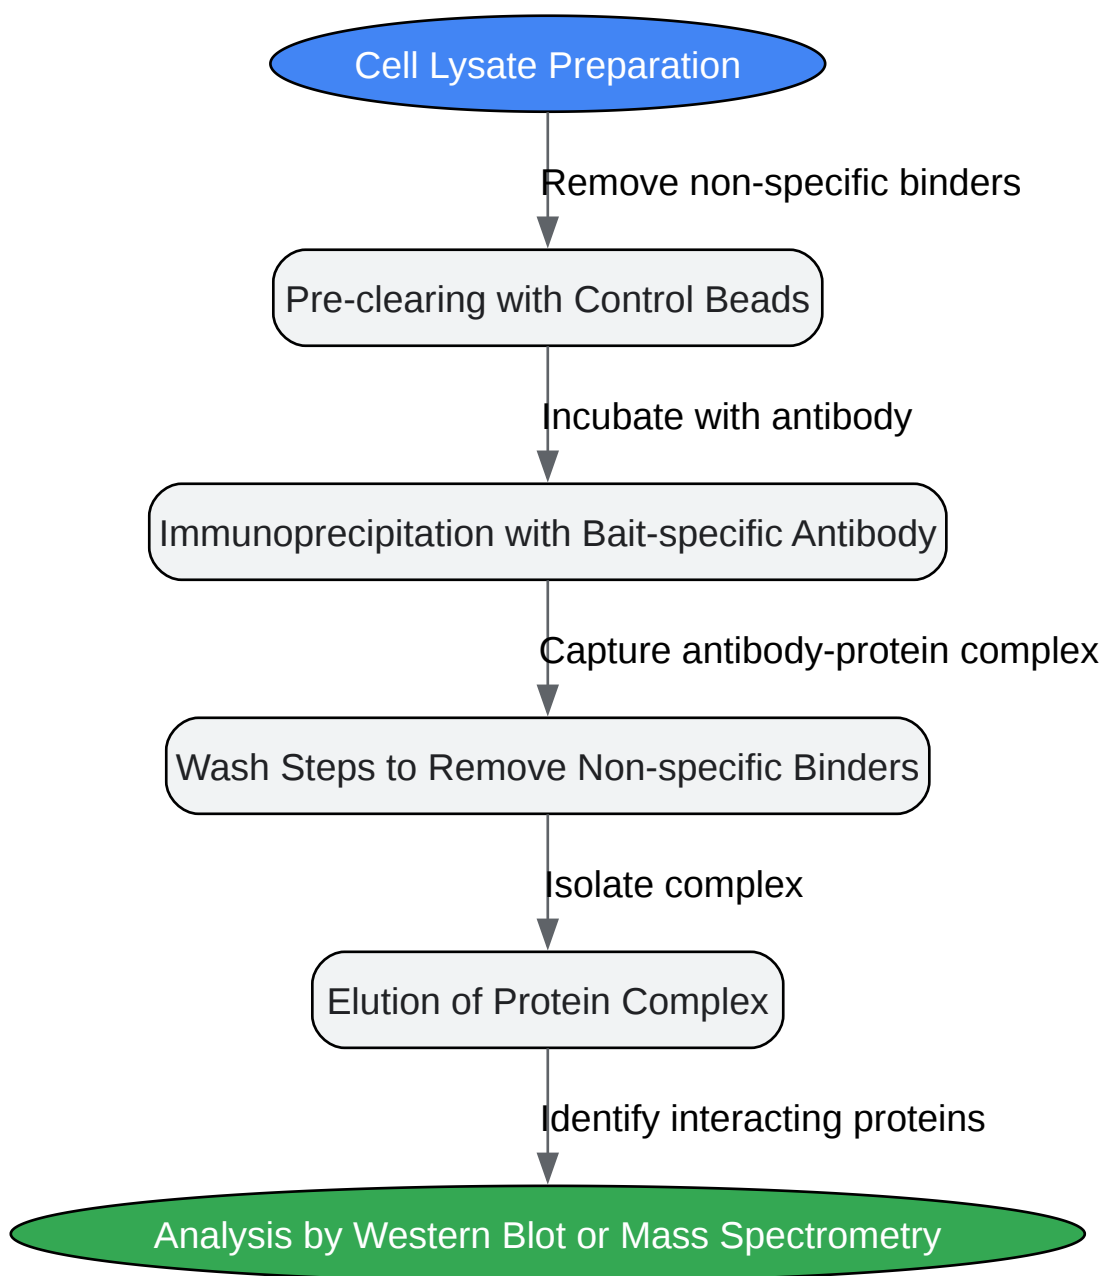 Cell Lysate Preparation
Remove non-specific binders
Pre-clearing with Control Beads
Incubate with antibody
Immunoprecipitation with Bait-specific Antibody
Capture antibody-protein complex
Wash Steps to Remove Non-specific Binders
Isolate complex
Elution of Protein Complex
Identify interacting proteins
Analysis by Western Blot or Mass Spectrometry